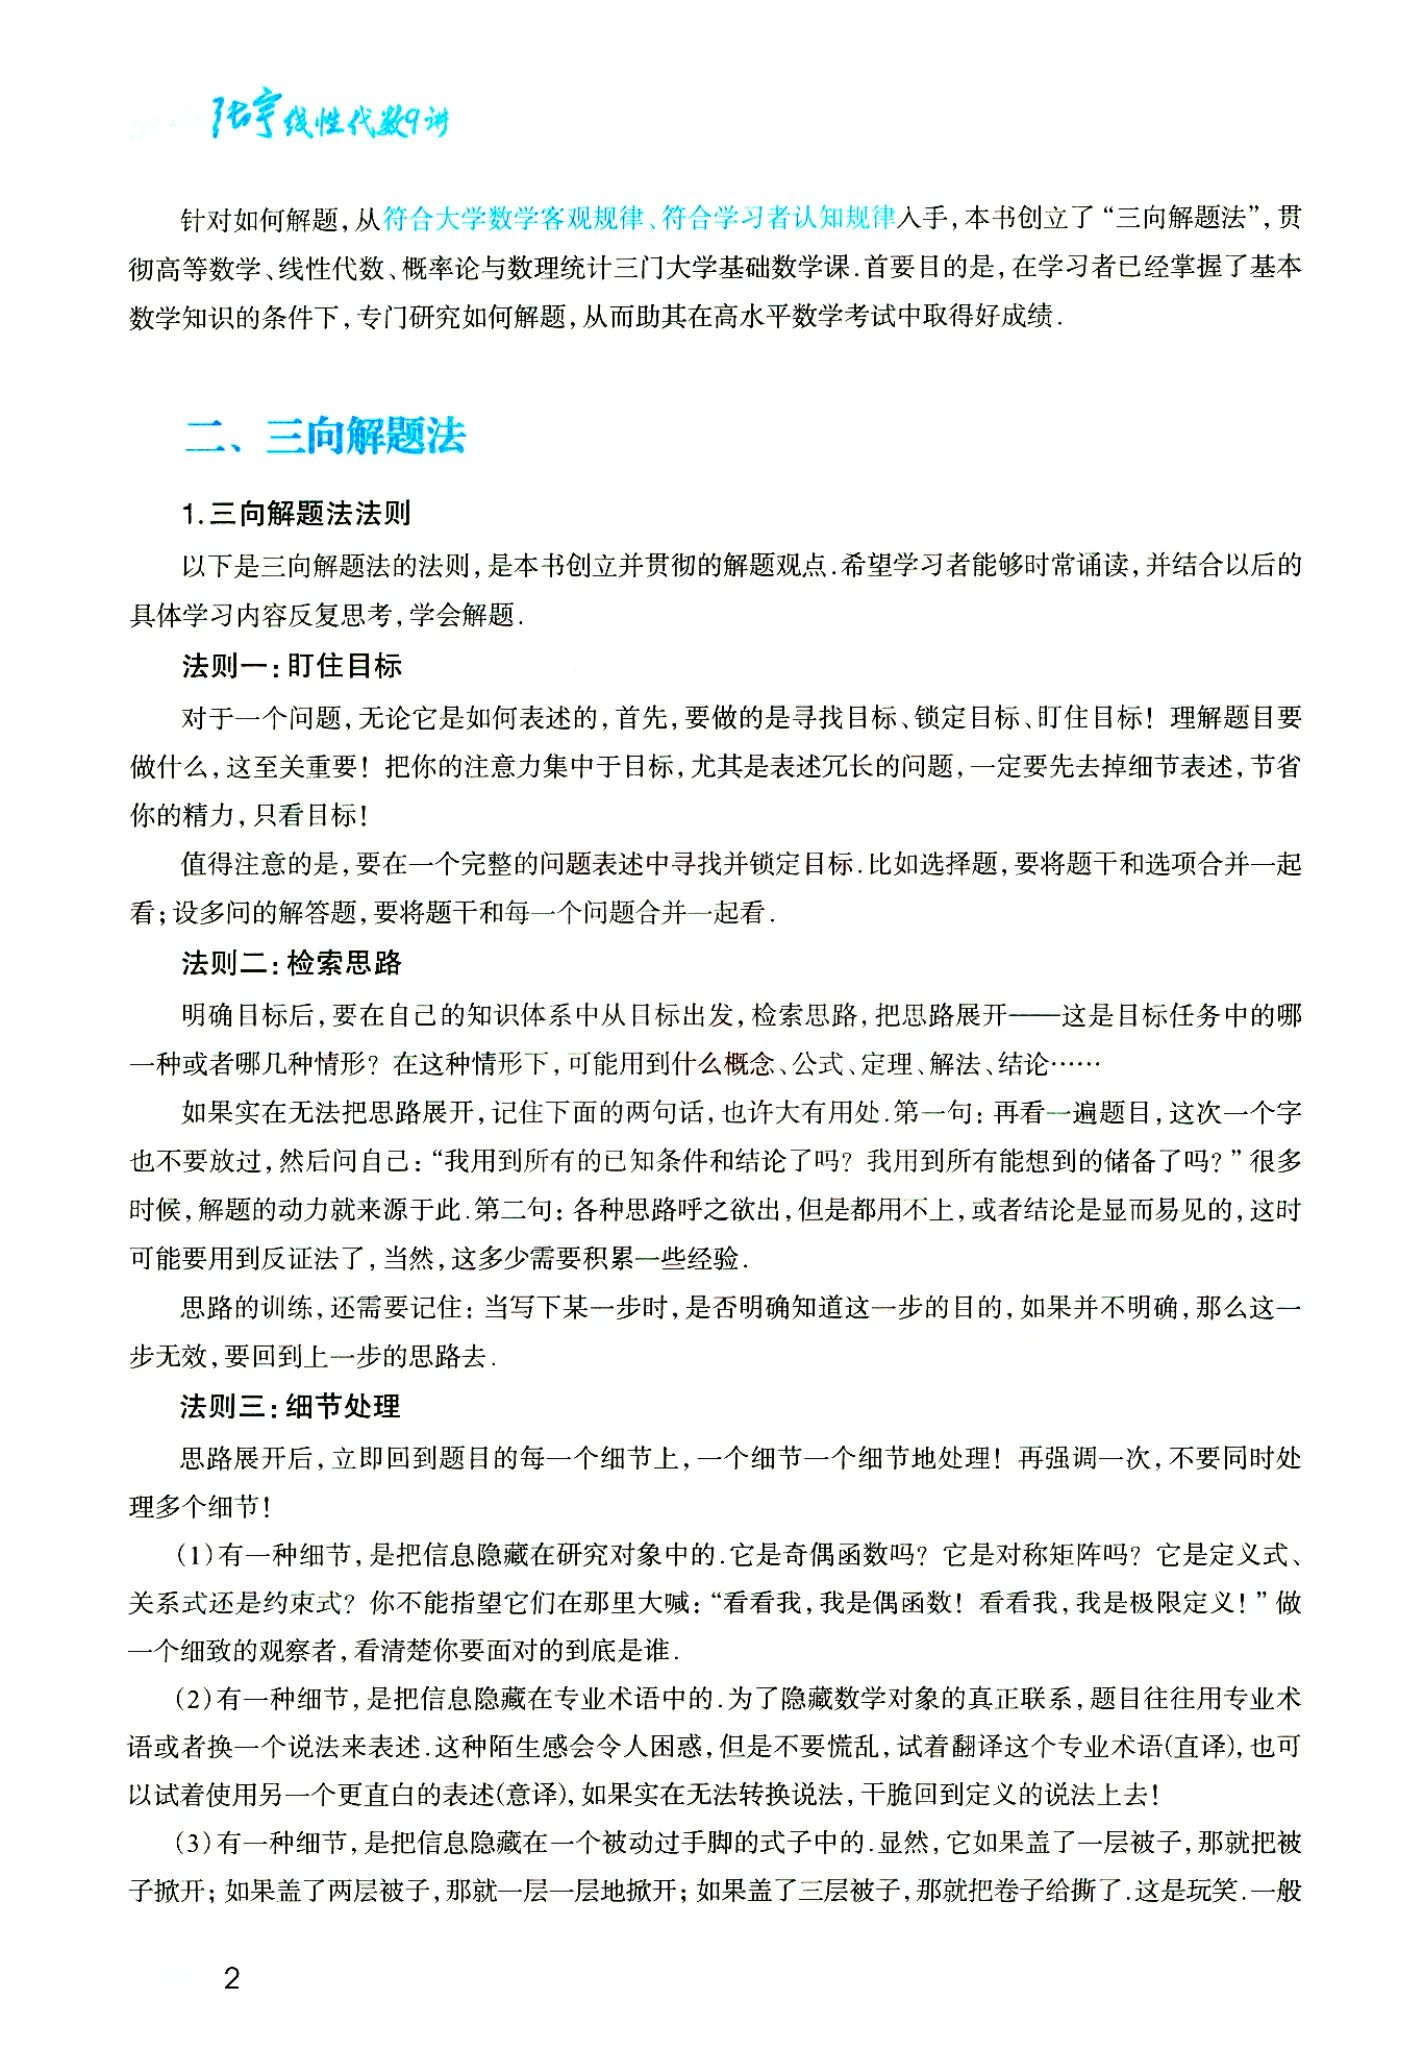 张宇线性代数9讲
针对如何解题,从符合大学数学客观规律、符合学习者认知规律入手,本书创立了“三向解题法”,贯
彻高等数学、线性代数、概率论与数理统计三门大学基础数学课.首要目的是,在学习者已经掌握了基本
数学知识的条件下,专门研究如何解题,从而助其在高水平数学考试中取得好成绩.
二、三向解题法
1.三向解题法法则
以下是三向解题法的法则,是本书创立并贯彻的解题观点.希望学习者能够时常诵读,并结合以后的
具体学习内容反复思考,学会解题.
法则一:盯住目标
对于一个问题,无论它是如何表述的,首先,要做的是寻找目标、锁定目标、盯住目标!理解题目要
做什么,这至关重要!把你的注意力集中于目标,尤其是表述冗长的问题,一定要先去掉细节表述,节省
你的精力,只看目标!
值得注意的是,要在一个完整的问题表述中寻找并锁定目标.比如选择题,要将题干和选项合并一起
看;设多问的解答题,要将题干和每一个问题合并一起看.
法则二:检索思路
明确目标后,要在自己的知识体系中从目标出发,检索思路,把思路展开——这是目标任务中的哪
一种或者哪几种情形?在这种情形下,可能用到什么概念、公式、定理、解法、结论……
如果实在无法把思路展开,记住下面的两句话,也许大有用处.第一句:再看一遍题目,这次一个字
也不要放过,然后问自己:“我用到所有的已知条件和结论了吗?我用到所有能想到的储备了吗?”很多
时候,解题的动力就来源于此.第二句:各种思路呼之欲出,但是都用不上,或者结论是显而易见的,这时
可能要用到反证法了,当然,这多少需要积累一些经验.
思路的训练,还需要记住:当写下某一步时,是否明确知道这一步的目的,如果并不明确,那么这一
步无效,要回到上一步的思路去.
法则三:细节处理
思路展开后,立即回到题目的每一个细节上,一个细节一个细节地处理!再强调一次,不要同时处
理多个细节!
(1)有一种细节,是把信息隐藏在研究对象中的.它是奇偶函数吗?它是对称矩阵吗?它是定义式、
关系式还是约束式?你不能指望它们在那里大喊:“看看我,我是偶函数!看看我,我是极限定义!”做
一个细致的观察者,看清楚你要面对的到底是谁.
(2)有一种细节,是把信息隐藏在专业术语中的.为了隐藏数学对象的真正联系,题目往往用专业术
语或者换一个说法来表述.这种陌生感会令人困惑,但是不要慌乱,试着翻译这个专业术语(直译),也可
以试着使用另一个更直白的表述(意译),如果实在无法转换说法,干脆回到定义的说法上去!
(3)有一种细节,是把信息隐藏在一个被动过手脚的式子中的.显然,它如果盖了一层被子,那就把被
子掀开;如果盖了两层被子,那就一层一层地掀开;如果盖了三层被子,那就把卷子给撕了.这是玩笑.一般
2